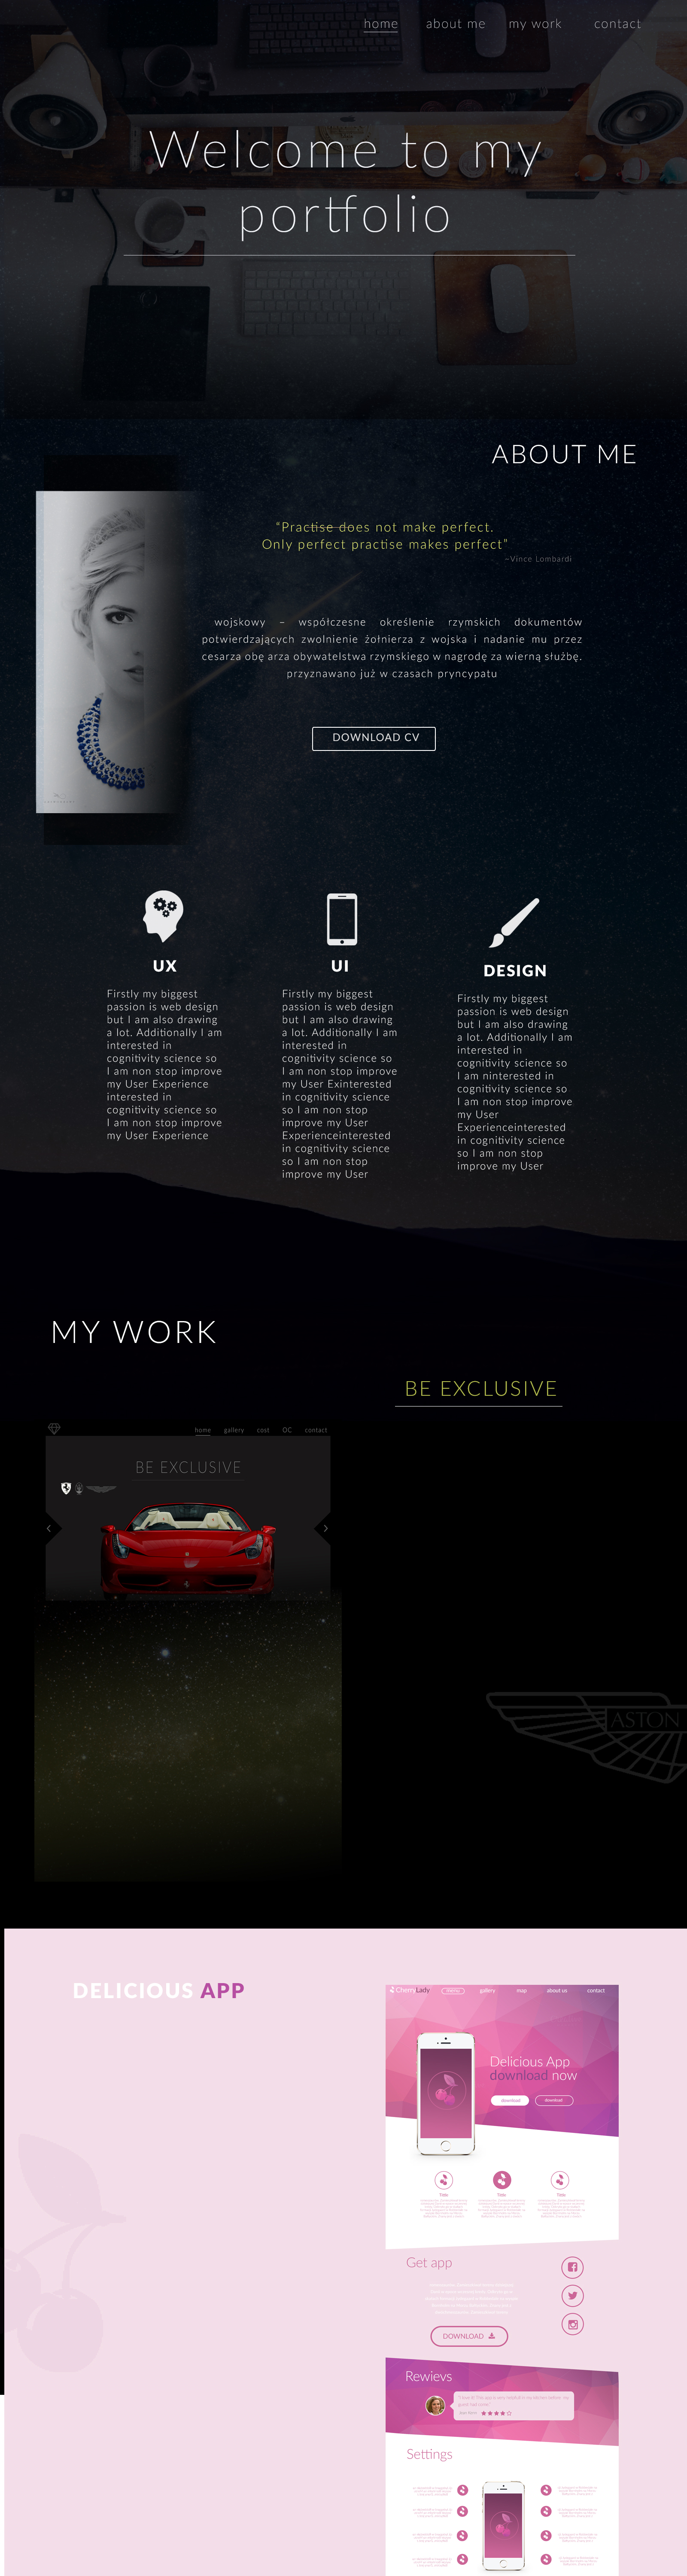 home about me my work contact
Welcome to my
portfolio
ABOUT ME
“Practise does not make perfect.
Only perfect practise makes perfect”
–Vince Lombardi
wojskowy – współczesne określenie rzymskich dokumentów
potwierdzających zwolnienie żołnierza z wojska i nadanie mu przez
cesarza obę arza obywatelstwa rzymskiego w nagrodę za wierną służbę.
przyznawano już w czasach pryncypatu
DOWNLOAD CV
UX
Firstly my biggest
passion is web design
but I am also drawing
a lot. Additionally I am
interested in
cognitivity science so
I am non stop improve
my User Experience
interested in
cognitivity science so
I am non stop improve
my User Experience
UI
Firstly my biggest
passion is web design
but I am also drawing
a lot. Additionally I am
interested in
cognitivity science so
I am non stop improve
my User Exinterested
in cognitivity science
so I am non stop
improve my User
Experienceinterested
in cognitivity science
so I am non stop
improve my User
DESIGN
Firstly my biggest
passion is web design
but I am also drawing
a lot. Additionally I am
interested in
cognitivity science so
I am ninterested in
cognitivity science so
I am non stop improve
my User
Experienceinterested
in cognitivity science
so I am non stop
improve my User
MY WORK
BE EXCLUSIVE
home gallery cost OC contact
BE EXCLUSIVE
ASTON
DELICIOUS APP
CherryLady menu gallery map about us contact
Delicious App
download now
download download
Title Title Title
Get app
DOWNLOAD
Rewievs
Settings